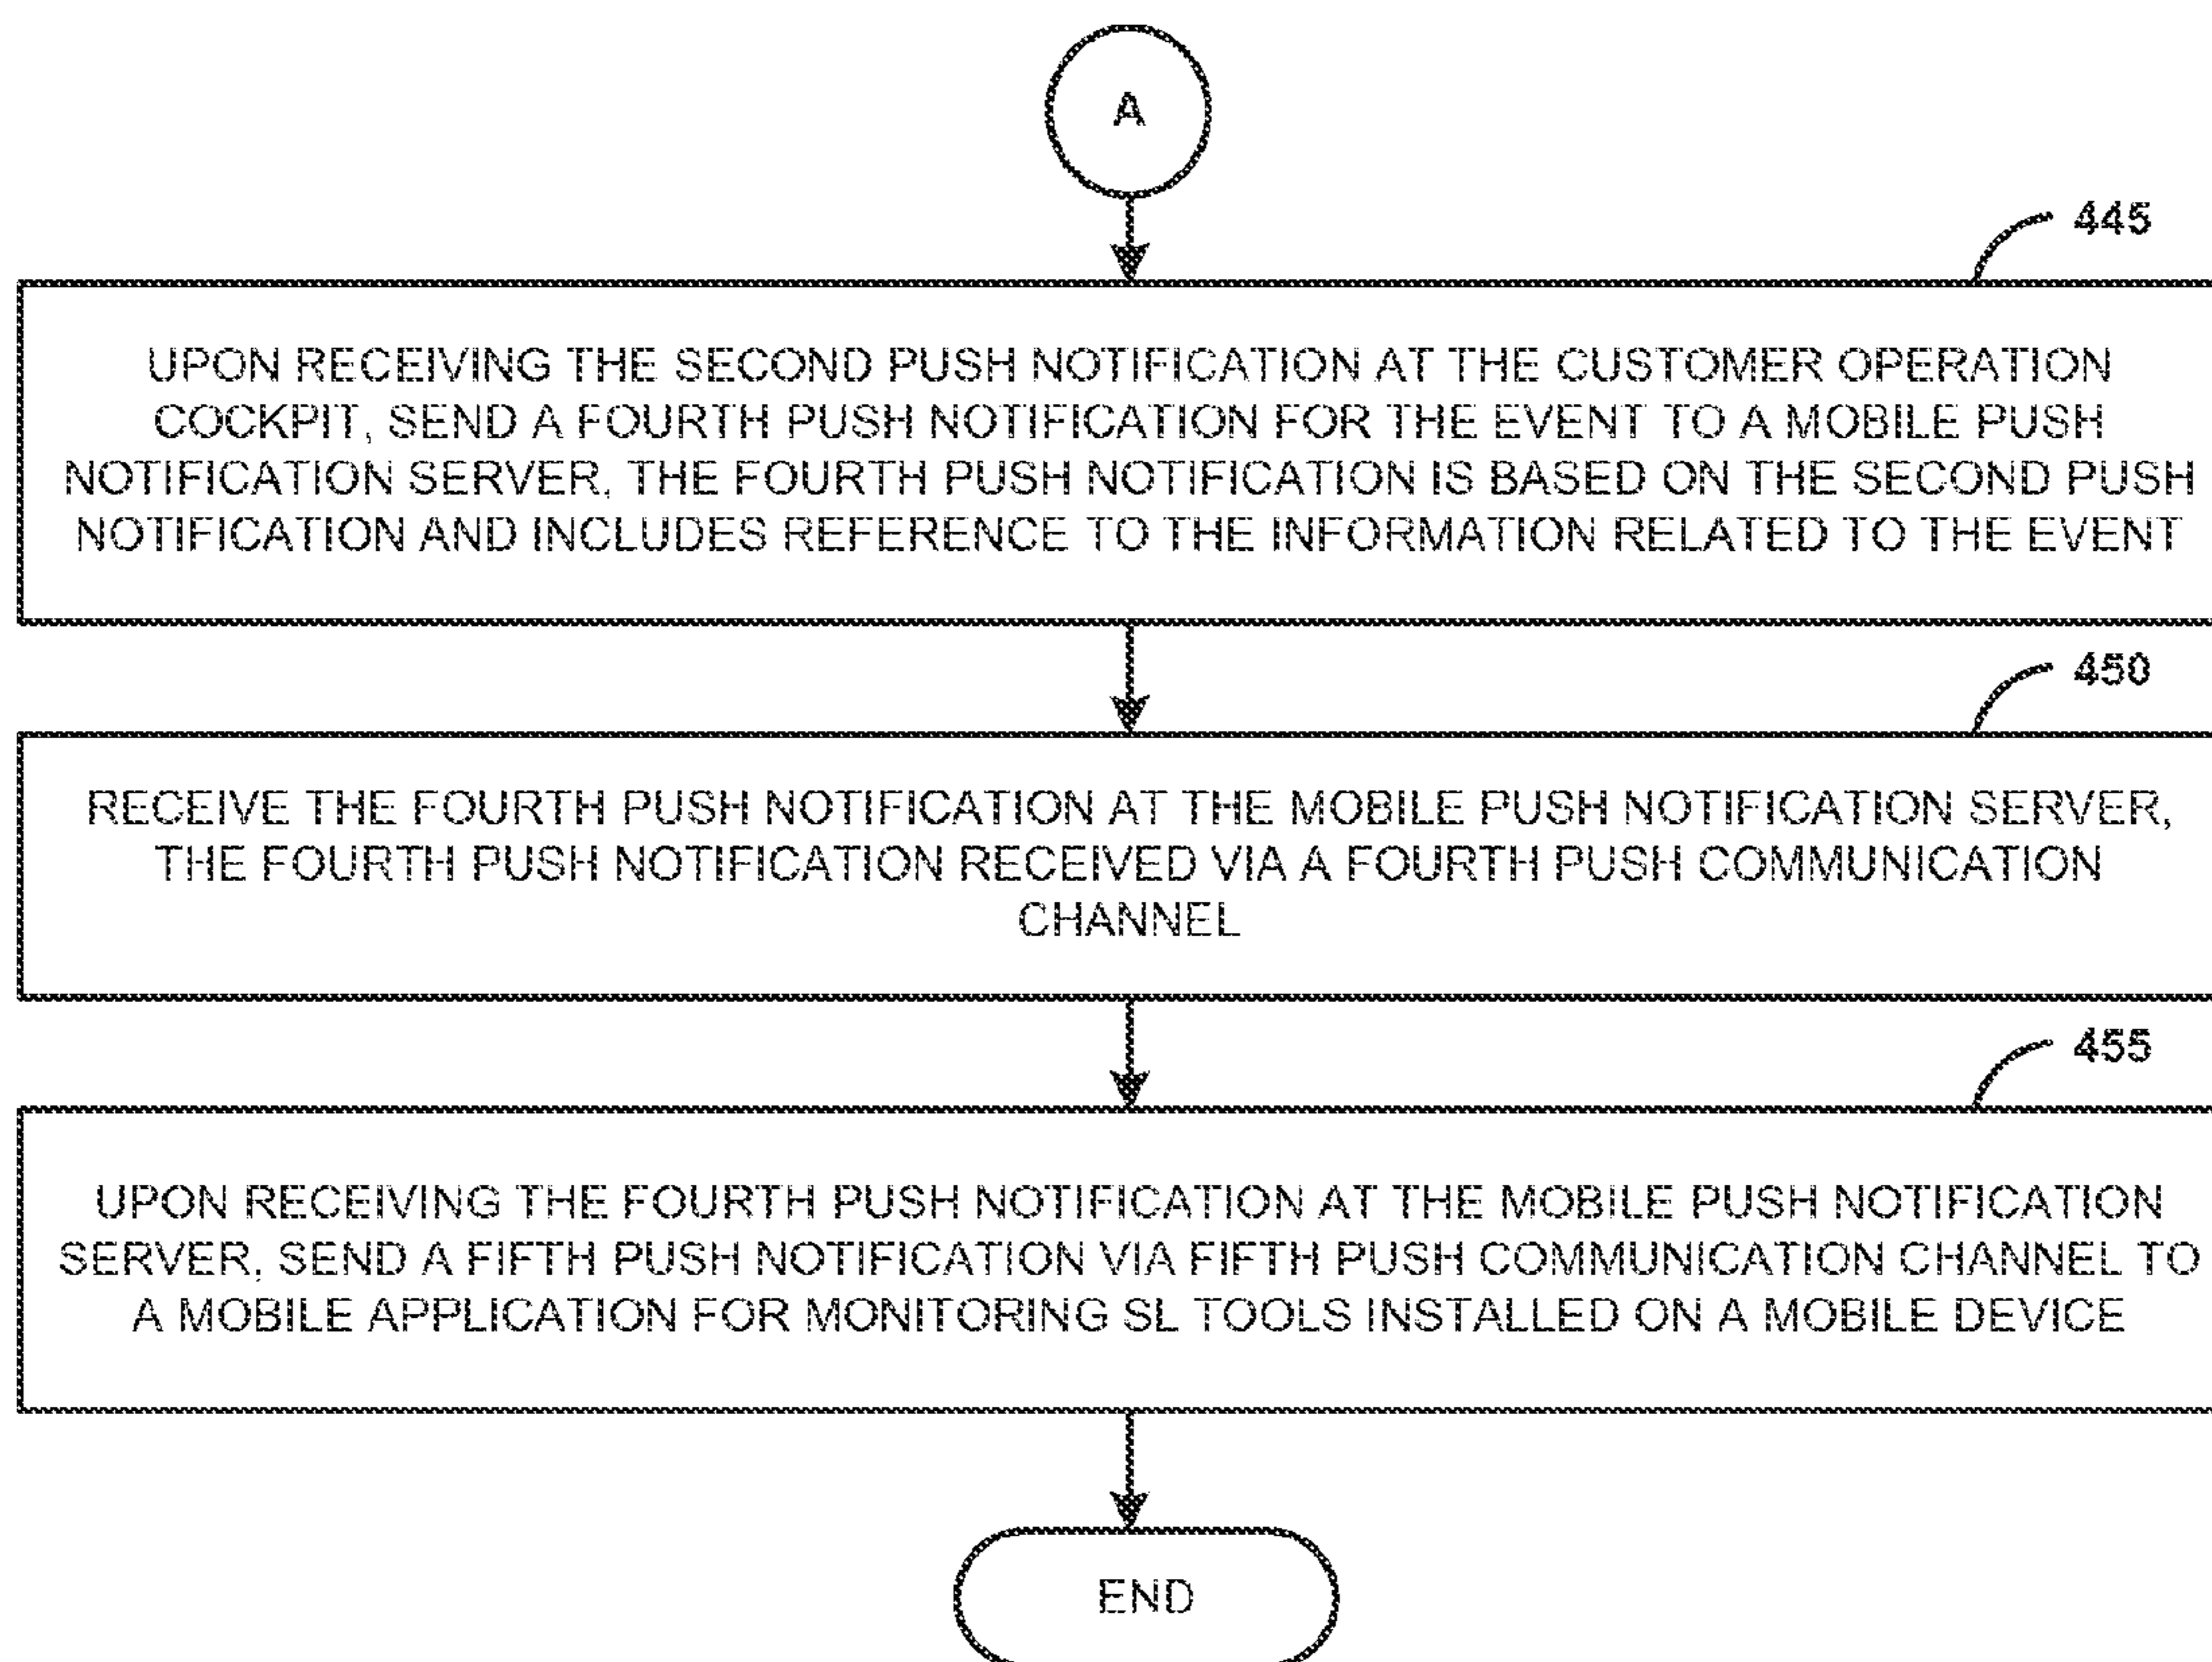 A
445
UPON RECEIVING THE SECOND PUSH NOTIFICATION AT THE CUSTOMER OPERATION
COCKPIT, SEND A FOURTH PUSH NOTIFICATION FOR THE EVENT TO A MOBILE PUSH
NOTIFICATION SERVER, THE FOURTH PUSH NOTIFICATION IS BASED ON THE SECOND PUSH
NOTIFICATION AND INCLUDES REFERENCE TO THE INFORMATION RELATED TO THE EVENT
450
RECEIVE THE FOURTH PUSH NOTIFICATION AT THE MOBILE PUSH NOTIFICATION SERVER,
THE FOURTH PUSH NOTIFICATION RECEIVED VIA A FOURTH PUSH COMMUNICATION
CHANNEL
455
UPON RECEIVING THE FOURTH PUSH NOTIFICATION AT THE MOBILE PUSH NOTIFICATION
SERVER, SEND A FIFTH PUSH NOTIFICATION VIA FIFTH PUSH COMMUNICATION CHANNEL TO
A MOBILE APPLICATION FOR MONITORING SL TOOLS INSTALLED ON A MOBILE DEVICE
END